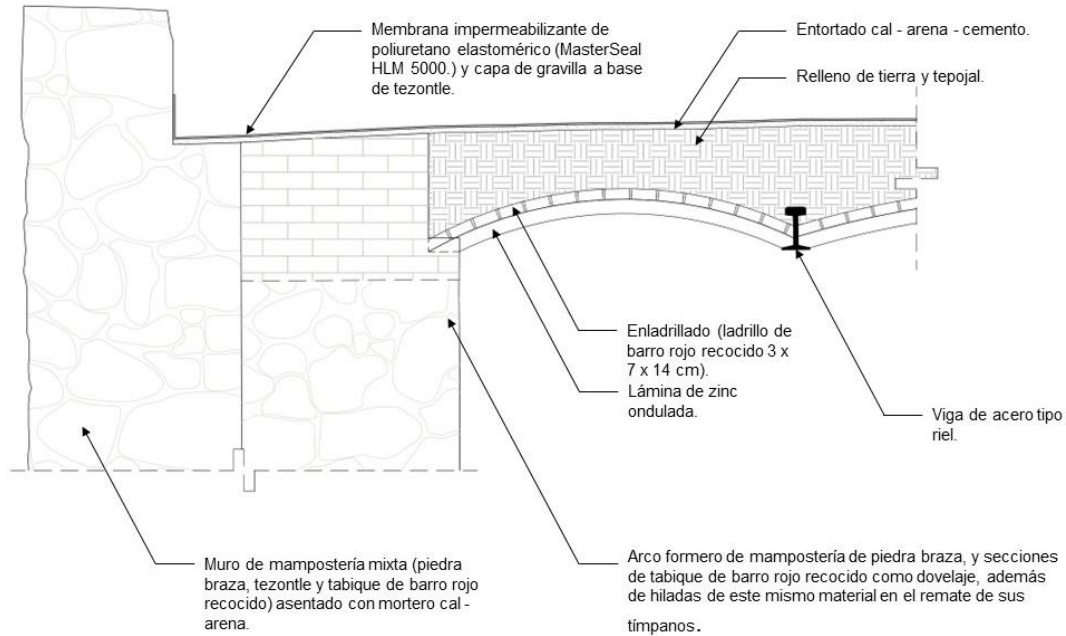 Membrana impermeabilizante de
poliuretano elastomérico (MasterSeal
HLM 5000.) y capa de gravilla a base
de tezontle.
Entortado cal - arena - cemento.
Relleno de tierra y tepojal.
Enladrillado (ladrillo de
barro rojo recocido 3 x
7 x 14 cm).
Lámina de zinc
ondulada.
Viga de acero tipo
riel.
Muro de mampostería mixta (piedra
braza, tezontle y tabique de barro rojo
recocido) asentado con mortero cal -
arena.
Arco formero de mampostería de piedra braza, y secciones
de tabique de barro rojo recocido como dovelaje, además
de hiladas de este mismo material en el remate de sus
tímpanos.